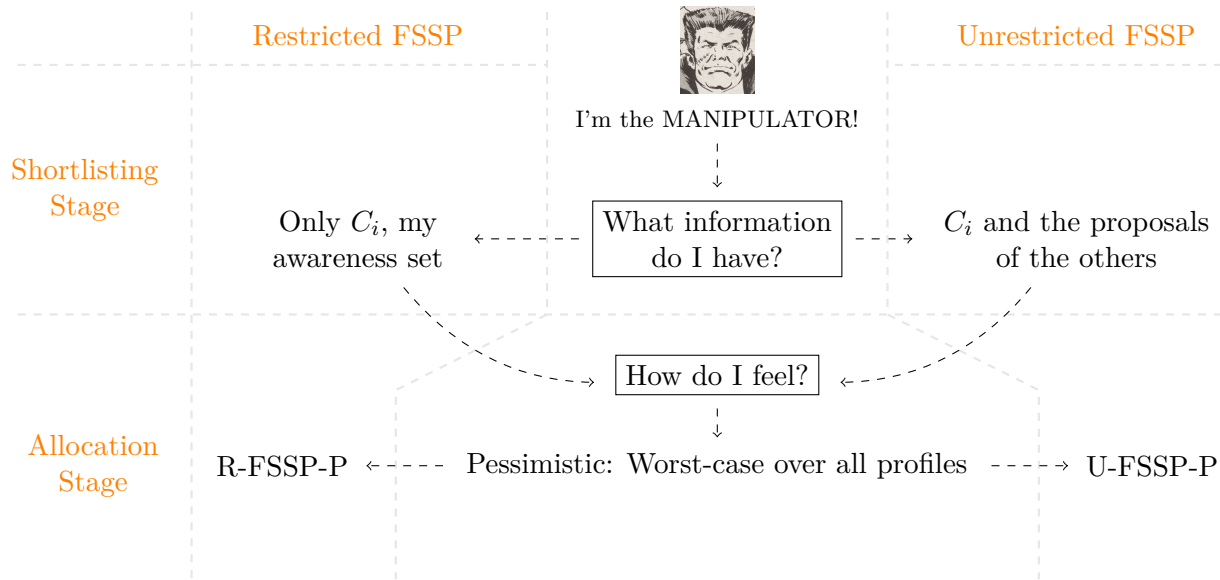 Restricted FSSP
Unrestricted FSSP
I'm the MANIPULATOR!
Shortlisting
Stage
Only $C_i$, my
awareness set
What information
do I have?
$C_i$ and the proposals
of the others
How do I feel?
Allocation
Stage
R-FSSP-P
Pessimistic: Worst-case over all profiles
U-FSSP-P